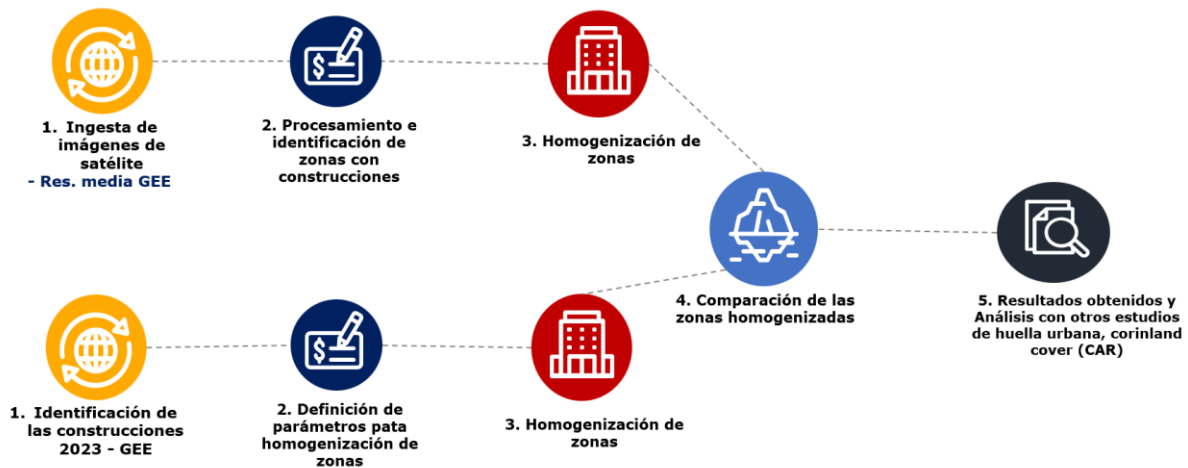 1. Ingesta de
imágenes de
satélite
- Res. media GEE
$
2. Procesamiento e
identificación de
zonas con
construcciones
3. Homogenización de
zonas
4. Comparación de las
zonas homogenizadas
5. Resultados obtenidos y
Análisis con otros estudios
de huella urbana, corinland
cover (CAR)
1. Identificación de
las construcciones
2023 - GEE
$
2. Definición de
parámetros pata
homogenización de
zonas
3. Homogenización de
zonas